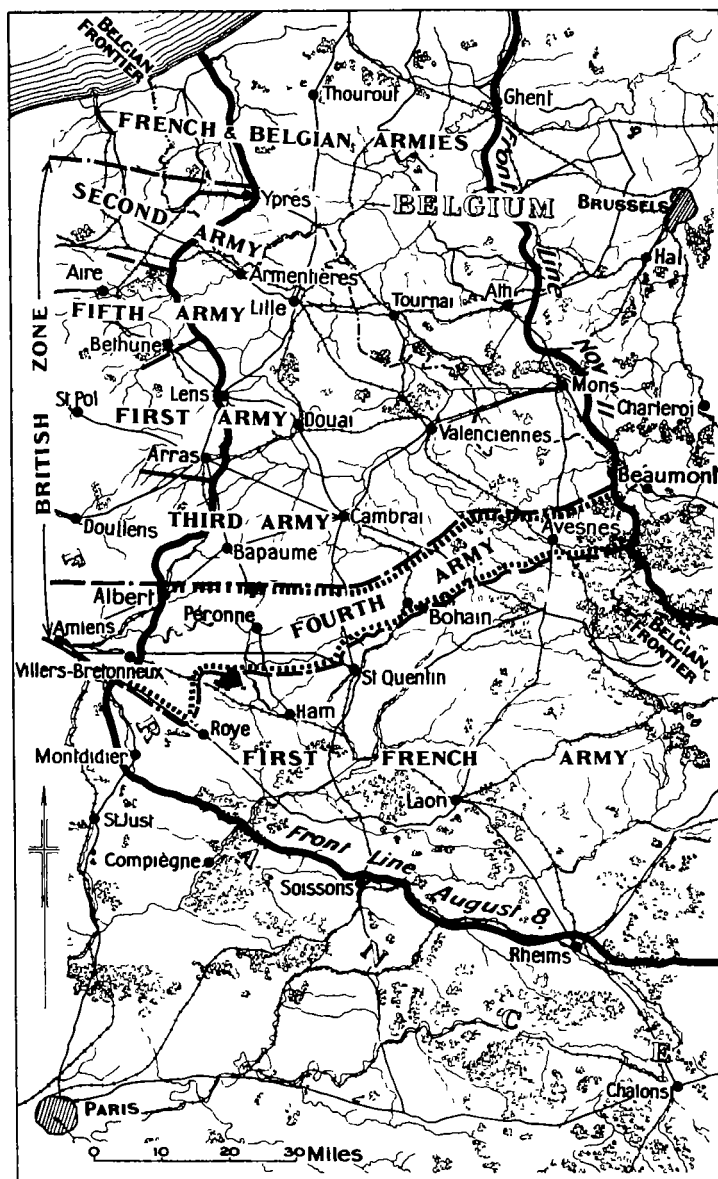 BELGIAN FRONTIER
Thourout
Ghent
FRENCH & BELGIAN ARMIES
Front Line Nov 11
Ypres
BELGIUM
BRUSSELS
SECOND ARMY
Hal
Armentières
Aire
Lille
Tournai
Ath
FIFTH ARMY
BRITISH ZONE
Bethune
Mons
Lens
St Pol
FIRST ARMY
Douai
Charleroi
Valenciennes
Arras
Beaumont
THIRD ARMY
Cambrai
Doullens
Avesnes
Bapaume
Albert
FOURTH ARMY
Péronne
Bohain
Amiens
BELGIAN FRONTIER
Villers-Bretonneux
St Quentin
Ham
Roye
FIRST FRENCH ARMY
Montdidier
Laon
St Just
Front Line August 8
Compiègne
Soissons
Rheims
F R A N C E
Chalons
PARIS
0 10 20 30 Miles